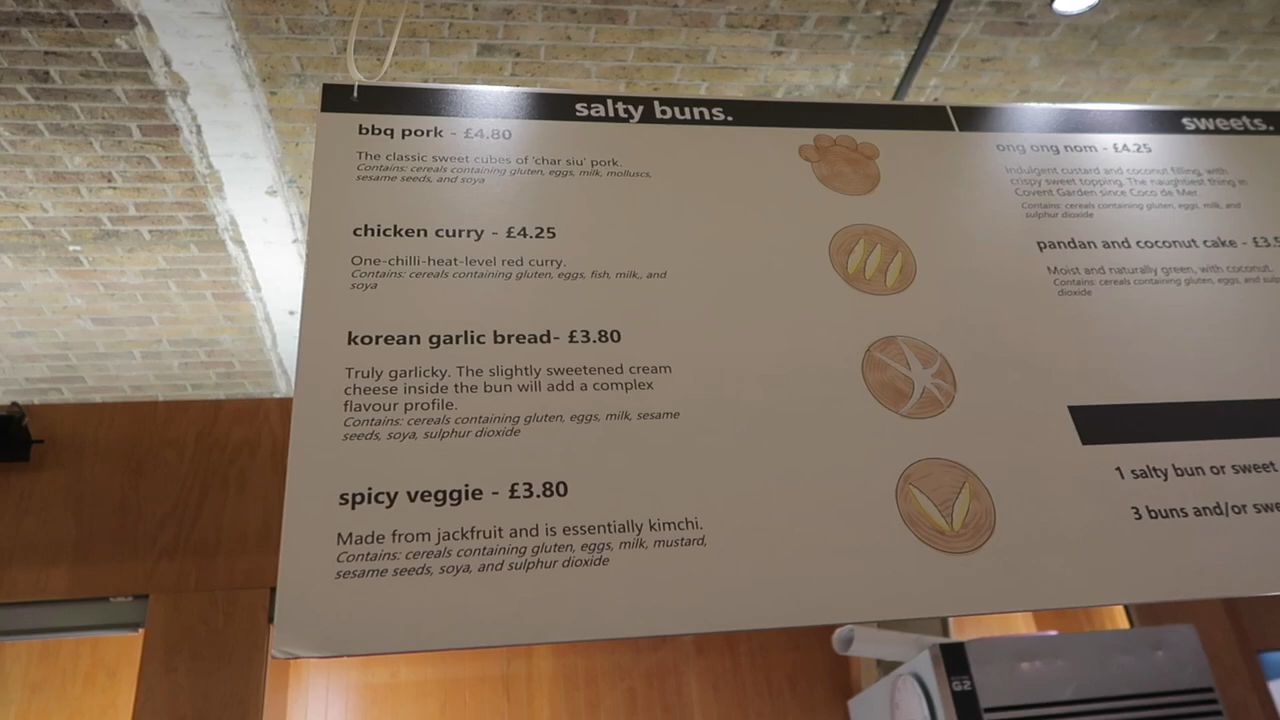 salty buns.
bbq pork - £4.80
The classic sweet cubes of 'char siu' pork.
Contains: cereals containing gluten, eggs, milk, molluscs,
sesame seeds, and soya
chicken curry - £4.25
One-chilli-heat-level red curry.
Contains: cereals containing gluten, eggs, fish, milk,, and
soya
korean garlic bread- £3.80
Truly garlicky. The slightly sweetened cream
cheese inside the bun will add a complex
flavour profile.
Contains: cereals containing gluten, eggs, milk, sesame
seeds, soya, sulphur dioxide
spicy veggie - £3.80
Made from jackfruit and is essentially kimchi.
Contains: cereals containing gluten, eggs, milk, mustard,
sesame seeds, soya, and sulphur dioxide
sweets.
ong ong nom - £4.25
Indulgent custard and coconut filling, with
crispy sweet topping. The naughtiest thing in
Covent Garden since Coco de Mer.
Contains: cereals containing gluten, eggs, milk, and
sulphur dioxide
pandan and coconut cake - £3.5
Moist and naturally green, with coconut.
Contains: cereals containing gluten, eggs, and
dioxide
1 salty bun or sweet
3 buns and/or
G2